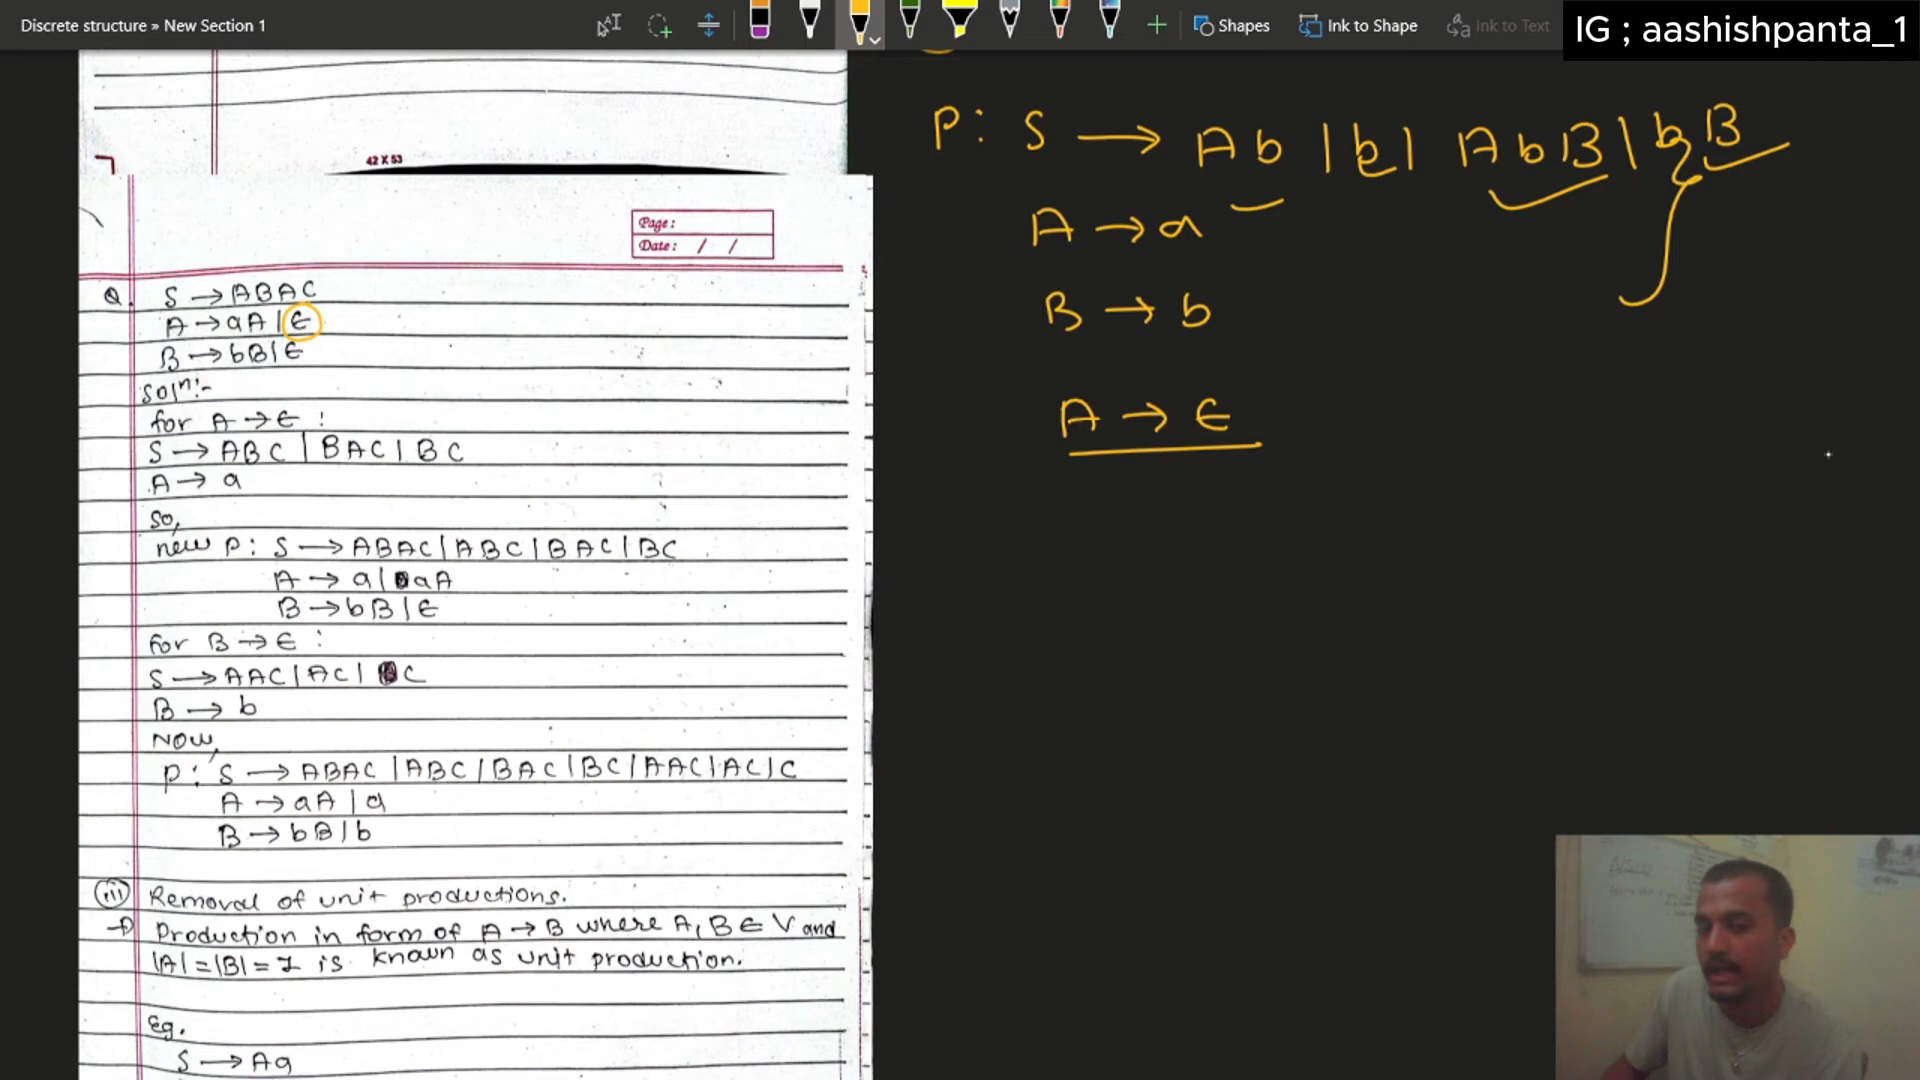 Discrete structure » New Section 1
Shapes
Ink to Shape
Ink to Text
IG ; aashishpanta_1
42 X 53
Page:
Date: / /
Q. S → ABAC
A → aA | ∈
B → bB | ∈
Soln:-
for A → ∈ :
S → ABC | BAC | BC
A → a
So,
new P: S → ABAC | ABC | BAC | BC
A → a | aA
B → bB | ∈
For B → ∈ :
S → AAC | AC | C
B → b
NOW,
P: S → ABAC | ABC | BAC | BC | AAC | AC | C
A → aA | a
B → bB | b
(iii) Removal of unit productions.
→ Production in form of A → B where A, B ∈ V and
|A| = |B| = 1 is known as unit production.
Eg.
S → Aa
P: S → Ab | b | AbB | bB
A → a
B → b
A → ∈